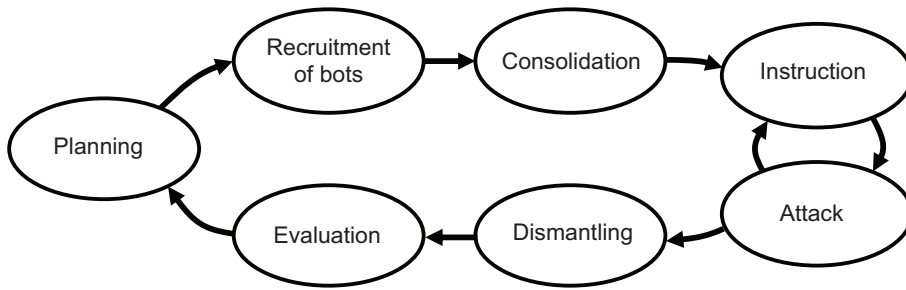 Recruitment
of bots
Consolidation
Instruction
Planning
Attack
Dismantling
Evaluation